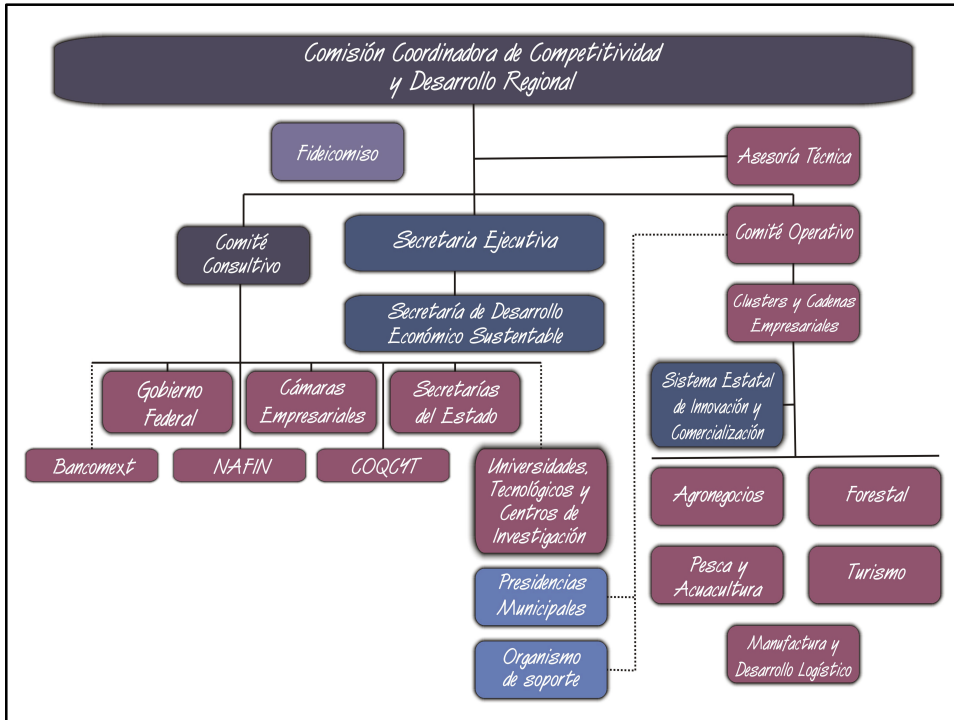 Comisión Coordinadora de Competitividad
y Desarrollo Regional
Fideicomiso
Asesoría Técnica
Comité
Consultivo
Secretaria Ejecutiva
Comité Operativo
Secretaría de Desarrollo
Económico Sustentable
Clusters y Cadenas
Empresariales
Gobierno
Federal
Cámaras
Empresariales
Secretarías
del Estado
Sistema Estatal
de Innovación y
Comercialización
Bancomext
NAFIN
COQCYT
Universidades,
Tecnológicos y
Centros de
Investigación
Agronegocios
Forestal
Pesca y
Acuacultura
Turismo
Presidencias
Municipales
Organismo
de soporte
Manufactura y
Desarrollo Logístico